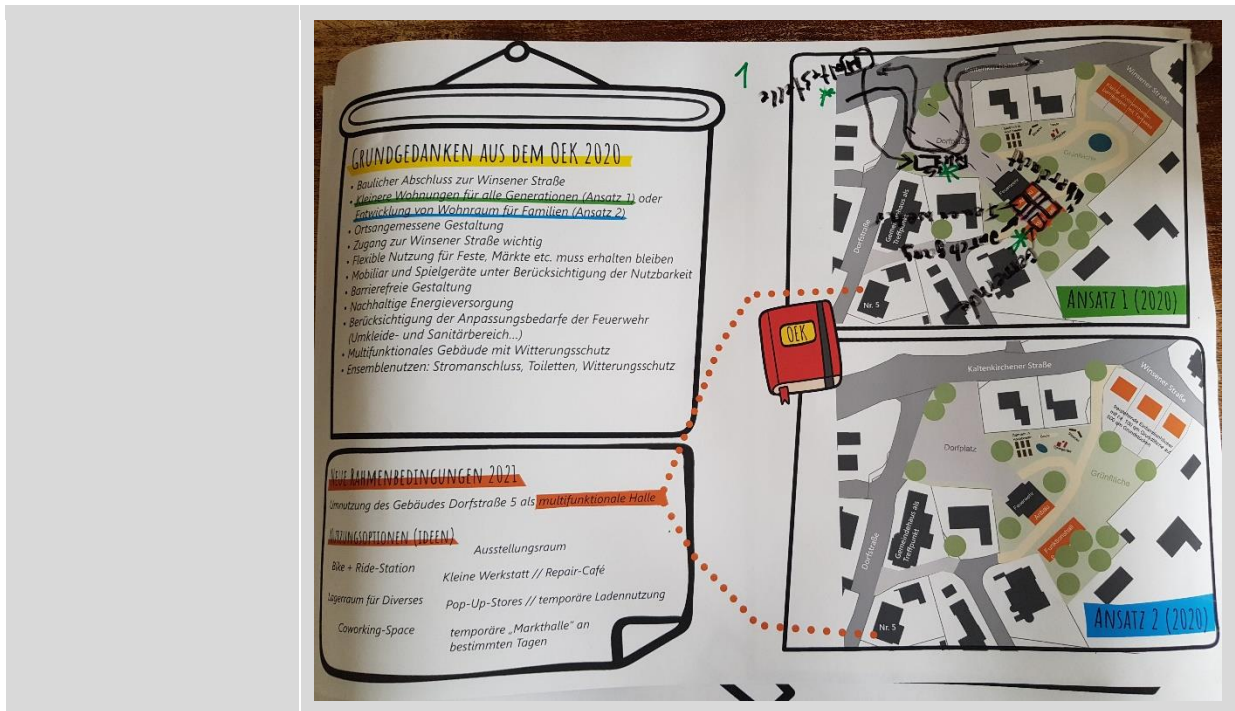 GRUNDGEDANKEN AUS DEM OEK 2020
• Baulicher Abschluss zur Winsener Straße
• Kleinere Wohnungen für alle Generationen (Ansatz 1) oder
Entwicklung von Wohnraum für Familien (Ansatz 2)
• Ortsangemessene Gestaltung
• Zugang zur Winsener Straße wichtig
• Flexible Nutzung für Feste, Märkte etc. muss erhalten bleiben
• Mobiliar und Spielgeräte unter Berücksichtigung der Nutzbarkeit
• Barrierefreie Gestaltung
• Nachhaltige Energieversorgung
• Berücksichtigung der Anpassungsbedarfe der Feuerwehr
(Umkleide- und Sanitärbereich...)
• Multifunktionales Gebäude mit Witterungsschutz
• Ensemblenutzen: Stromanschluss, Toiletten, Witterungsschutz
NEUE RAHMENBEDINGUNGEN 2021
Umnutzung des Gebäudes Dorfstraße 5 als multifunktionale Halle
NUTZUNGSOPTIONEN (IDEEN)
Ausstellungsraum
Bike + Ride-Station
Kleine Werkstatt // Repair-Café
Lagerraum für Diverses
Pop-Up-Stores // temporäre Ladennutzung
Coworking-Space
temporäre „Markthalle" an
bestimmten Tagen
OEK
1
Haltestelle
Kaltenkirchener Straße
Winsener Straße
Dorfplatz
Grünfläche
Feuerwehr
Gemeindehaus als
Treffpunkt
Dorfstraße
Durchgang
Gemeinde
Nr. 5
ANSATZ 1 (2020)
Kaltenkirchener Straße
Winsener Straße
Dorfplatz
Grünfläche
Feuerwehr
Anbau
Gemeindehaus als
Treffpunkt
Dorfstraße
Nr. 5
ANSATZ 2 (2020)